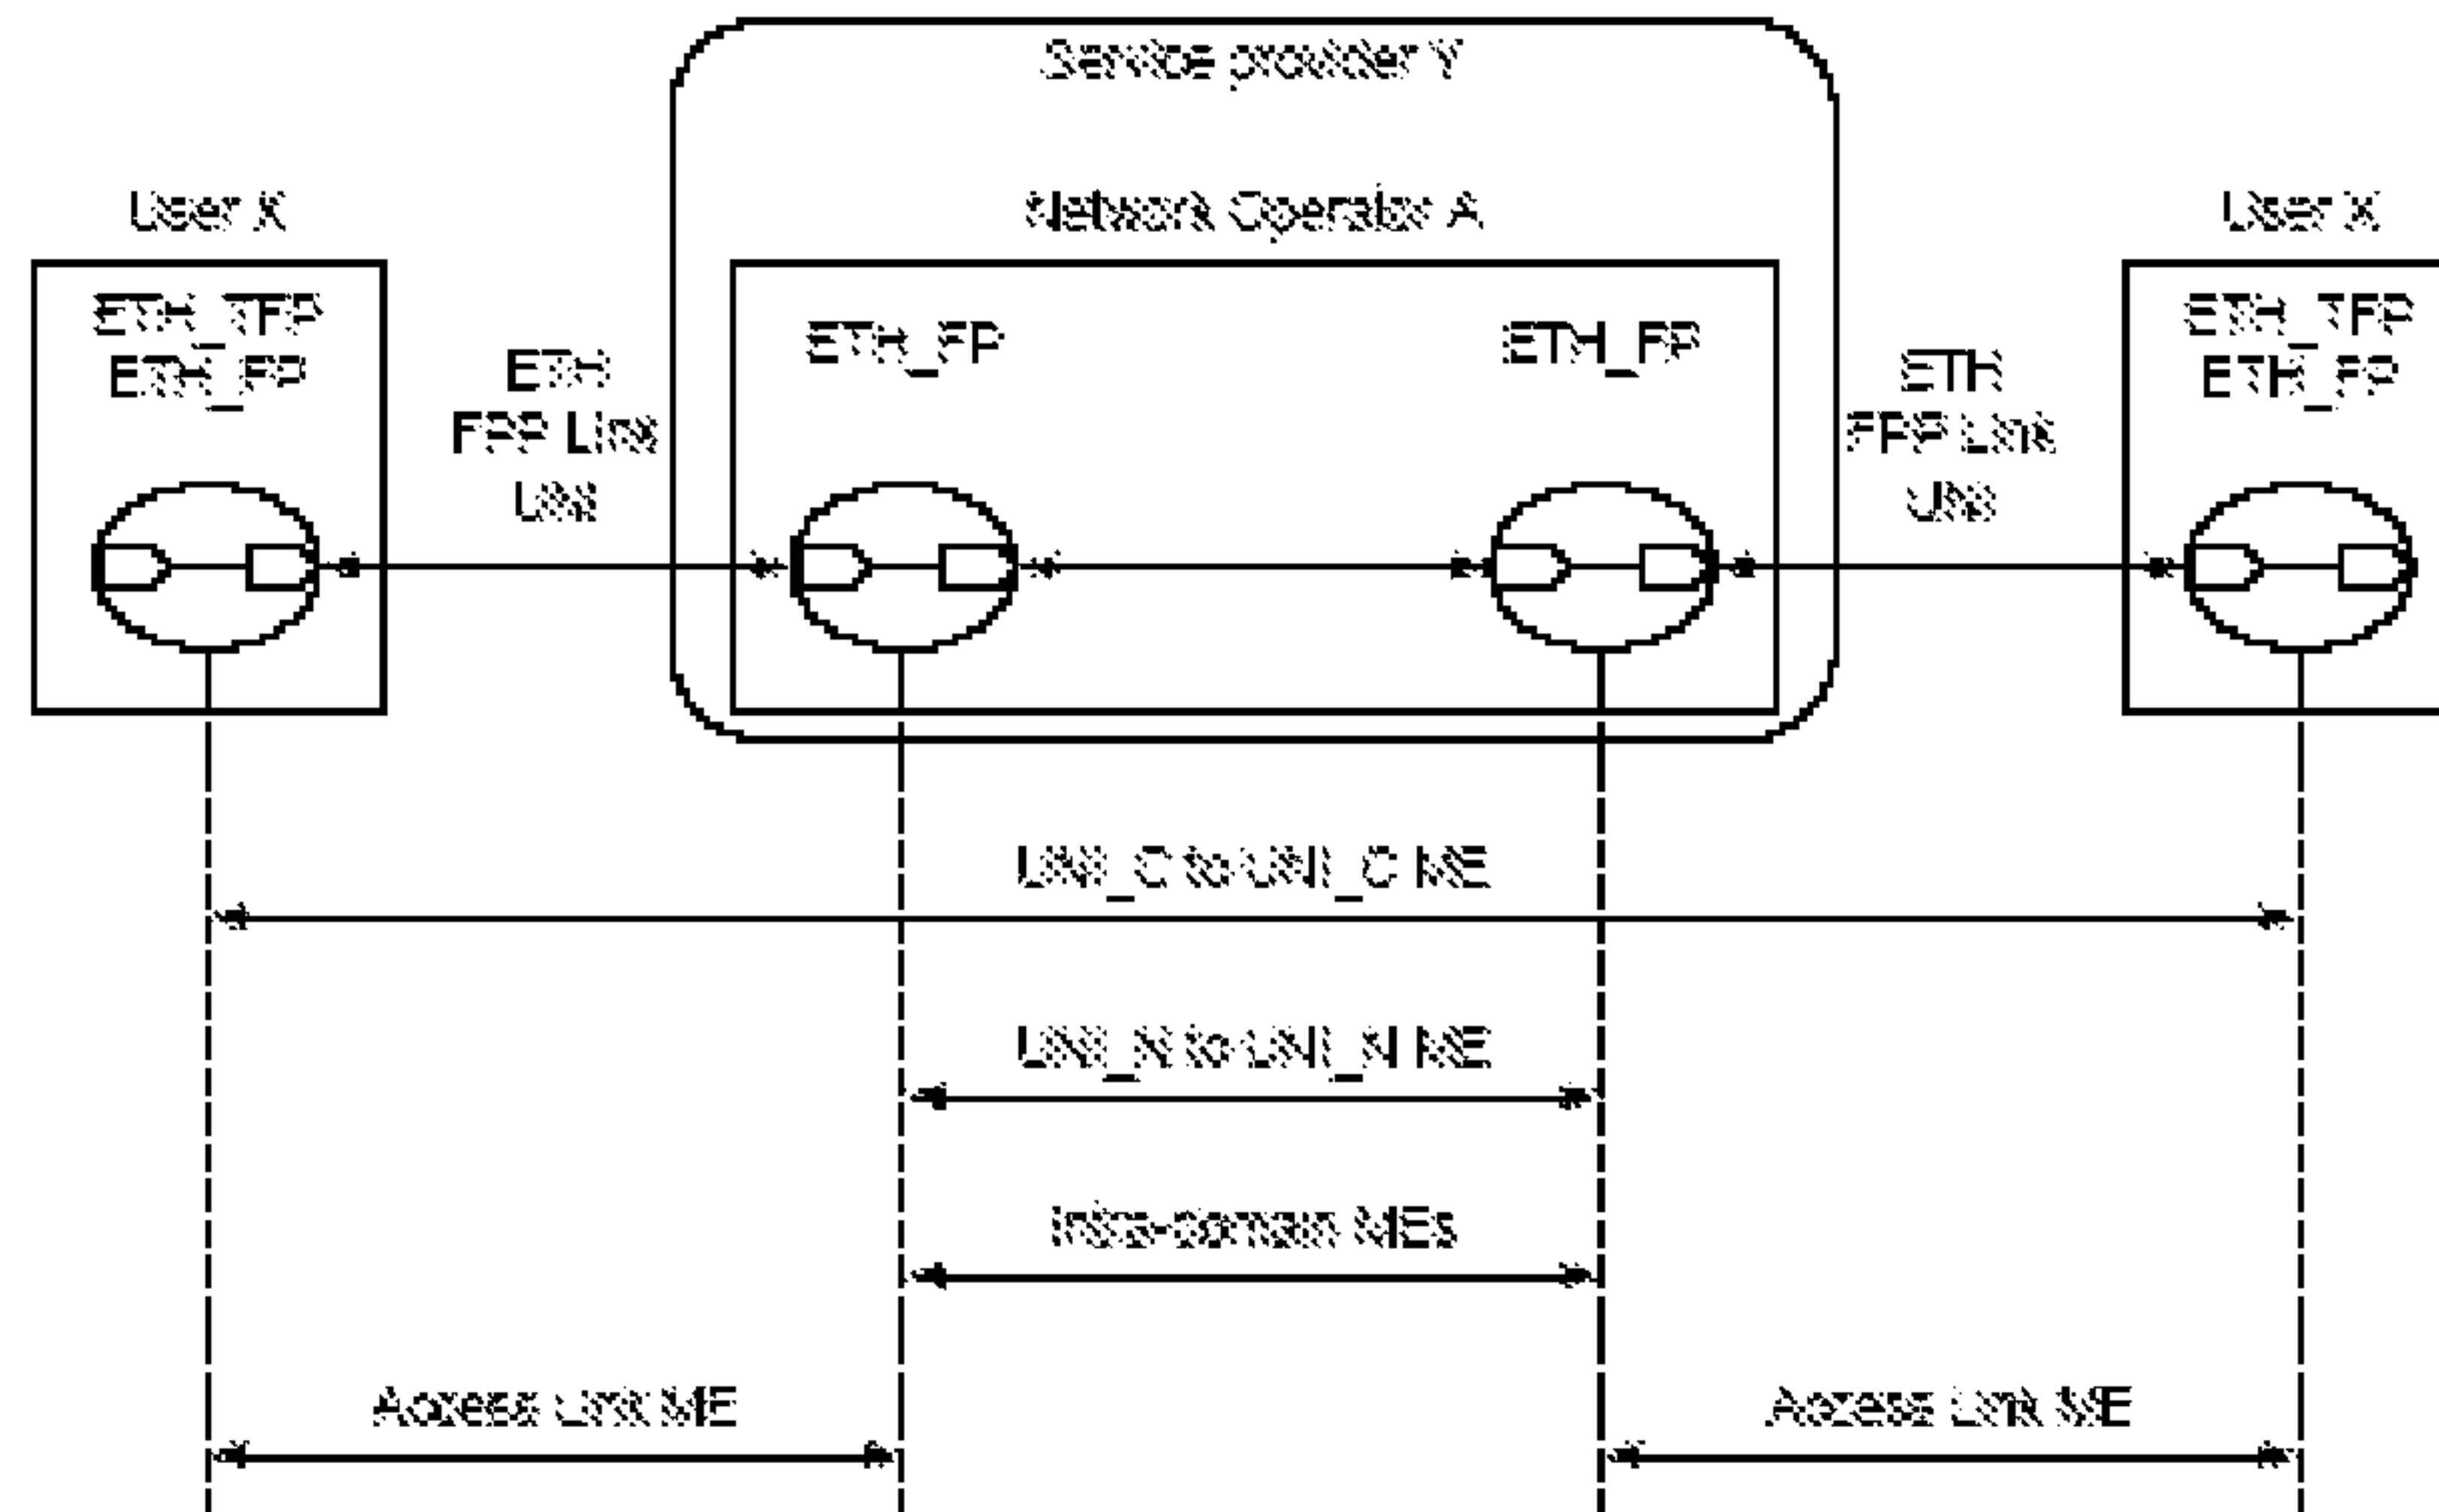 Service provider Y
User X
Network Operator A
User X
ETH_TFP
ETH_FP
ETH
FPP Link
UNI
ETH_FP
ETH_FP
ETH
FPP Link
UNI
ETH_TFP
ETH_FP
UNI_C to UNI_C ME
UNI_N to UNI_N ME
Intra-domain MEs
Access Link ME
Access Link ME